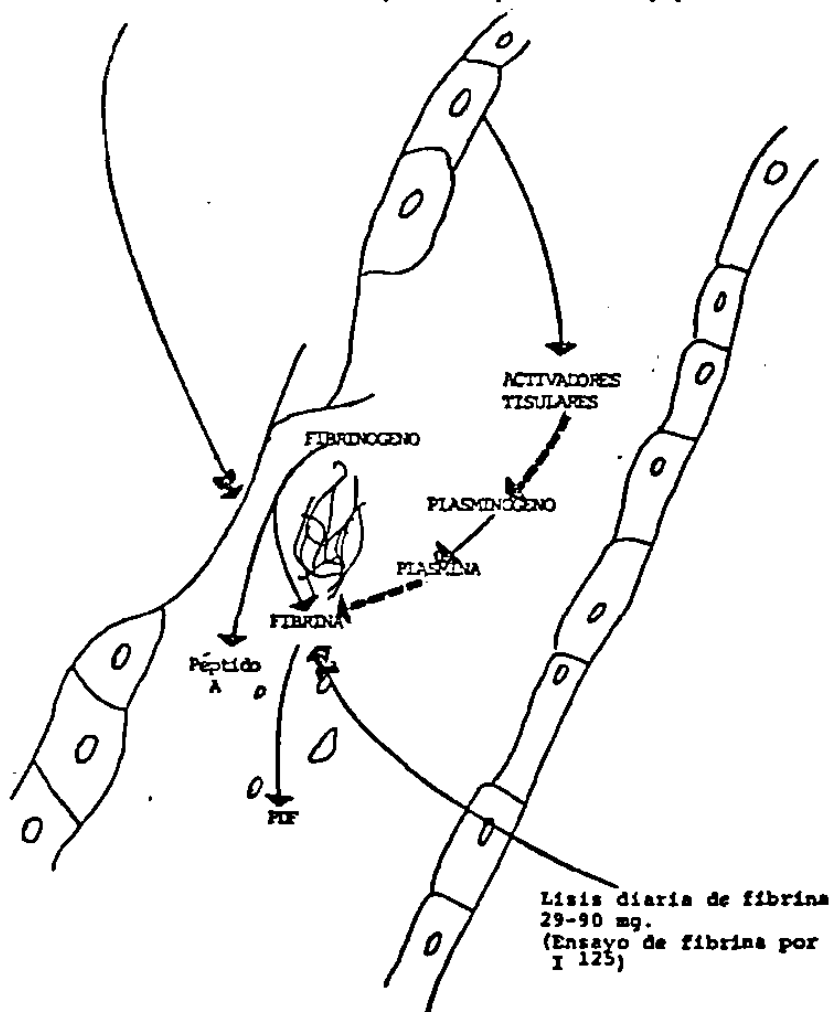 ACTIVADORES
TISULARES
FIBRINOGENO
PLASMINOGENO
PLASMINA
FIBRINA
Péptido
A
PDF
Lisis diaria de fibrina
29-90 mg.
(Ensayo de fibrina por
I 125)